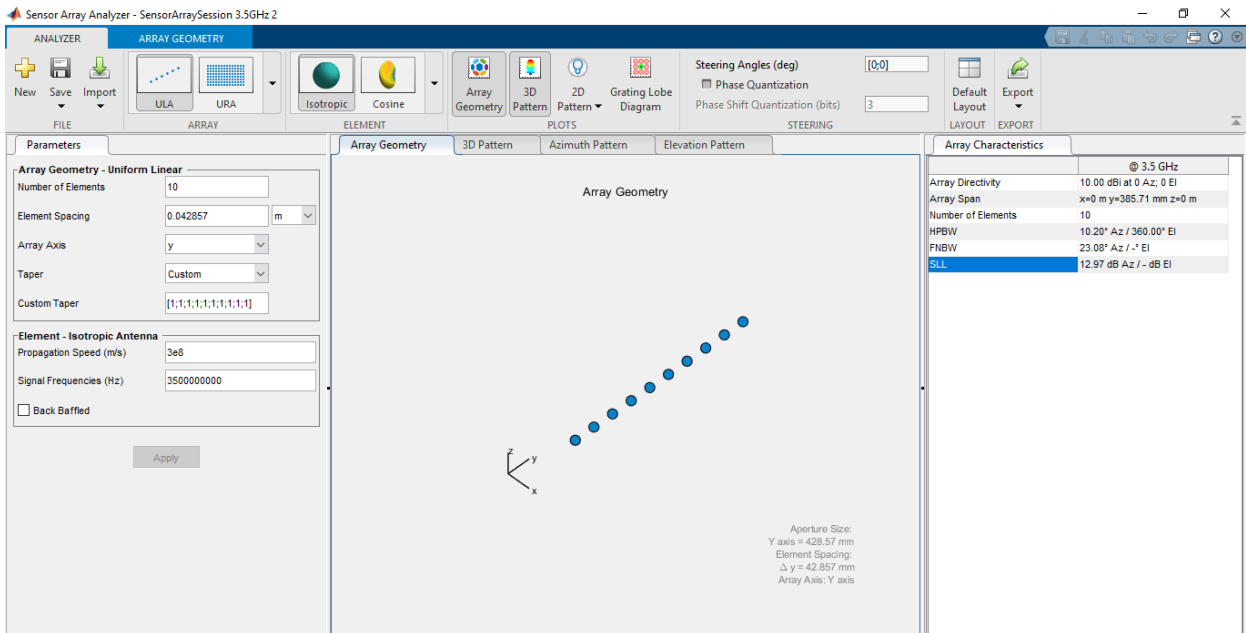 Sensor Array Analyzer - SensorArraySession 3.5GHz 2
ANALYZER ARRAY GEOMETRY
New Save Import
FILE
ULA URA
ARRAY
Isotropic Cosine
ELEMENT
Array Geometry
3D Pattern
2D Pattern
Grating Lobe Diagram
PLOTS
Steering Angles (deg) [0;0]
Phase Quantization
Phase Shift Quantization (bits) 3
STEERING
Default Layout
LAYOUT
Export
EXPORT
Parameters
Array Geometry - Uniform Linear
Number of Elements 10
Element Spacing 0.042857 m
Array Axis y
Taper Custom
Custom Taper [1;1;1;1;1;1;1;1;1;1]
Element - Isotropic Antenna
Propagation Speed (m/s) 3e8
Signal Frequencies (Hz) 3500000000
Back Baffled
Apply
Array Geometry 3D Pattern Azimuth Pattern Elevation Pattern
Array Geometry
z
y
x
Aperture Size:
Y axis = 428.57 mm
Element Spacing:
Δ y = 42.857 mm
Array Axis: Y axis
Array Characteristics
@ 3.5 GHz
Array Directivity 10.00 dBi at 0 Az; 0 El
Array Span x=0 m y=385.71 mm z=0 m
Number of Elements 10
HPBW 10.20° Az / 360.00° El
FNBW 23.08° Az / -° El
SLL 12.97 dB Az / - dB El